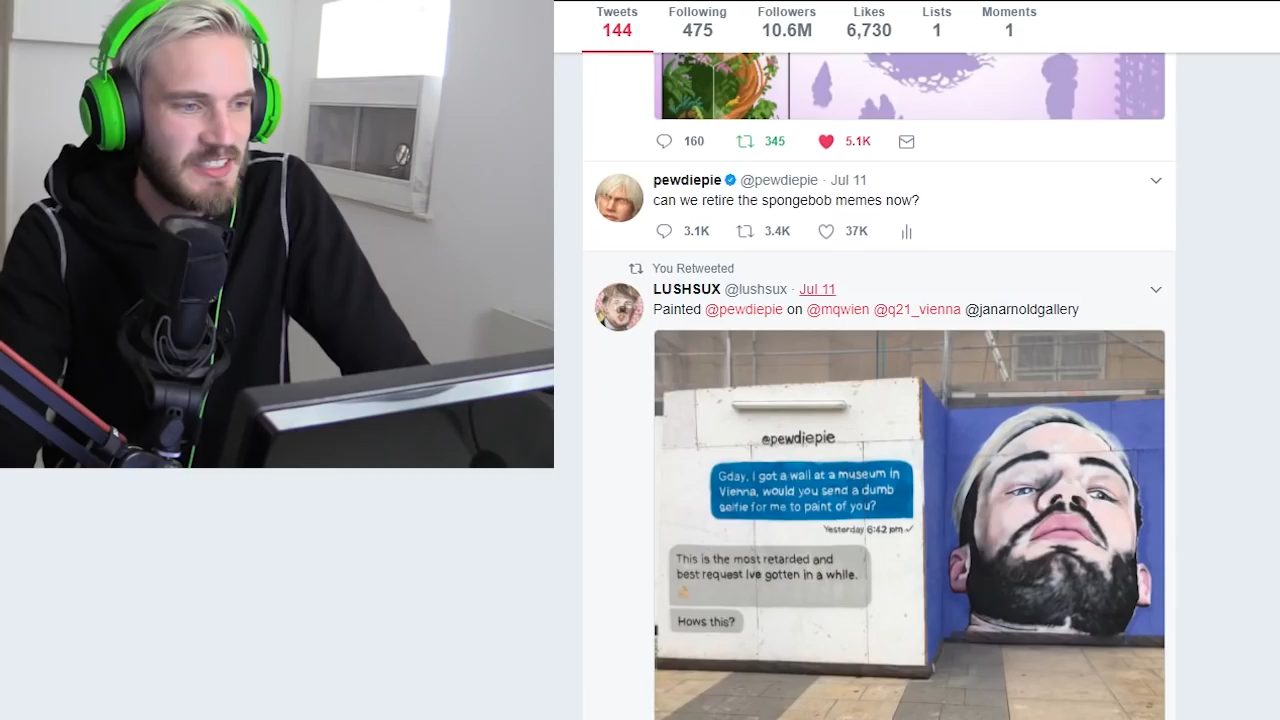 Tweets Following Followers Likes Lists Moments
144 475 10.6M 6,730 1 1
160 345 5.1K
pewdiepie @pewdiepie · Jul 11
can we retire the spongebob memes now?
3.1K 3.4K 37K
You Retweeted
LUSHSUX @lushsux · Jul 11
Painted @pewdiepie on @mqwien @q21_vienna @janarnoldgallery
@pewdiepie
Gday, I got a wall at a museum in
Vienna, would you send a dumb
selfie for me to paint of you?
Yesterday 6:42 pm ✓
This is the most retarded and
best request Ive gotten in a while.
👌
Hows this?